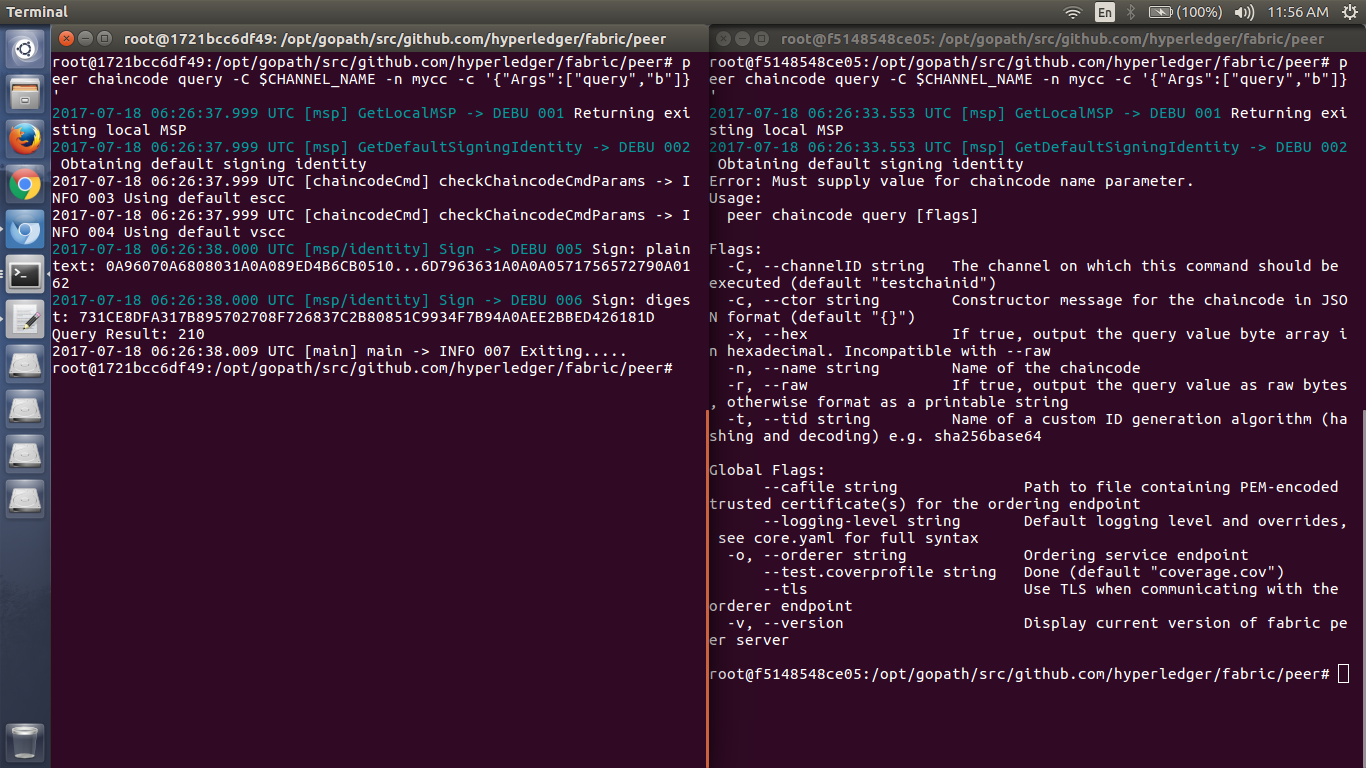 Terminal
En
(100%)
11:56 AM
root@1721bcc6df49: /opt/gopath/src/github.com/hyperledger/fabric/peer
root@1721bcc6df49:/opt/gopath/src/github.com/hyperledger/fabric/peer# p
eer chaincode query -C $CHANNEL_NAME -n mycc -c '{"Args":["query","b"]}
'
2017-07-18 06:26:37.999 UTC [msp] GetLocalMSP -> DEBU 001 Returning exi
sting local MSP
2017-07-18 06:26:37.999 UTC [msp] GetDefaultSigningIdentity -> DEBU 002
 Obtaining default signing identity
2017-07-18 06:26:37.999 UTC [chaincodeCmd] checkChaincodeCmdParams -> I
NFO 003 Using default escc
2017-07-18 06:26:37.999 UTC [chaincodeCmd] checkChaincodeCmdParams -> I
NFO 004 Using default vscc
2017-07-18 06:26:38.000 UTC [msp/identity] Sign -> DEBU 005 Sign: plain
text: 0A96070A6808031A0A089ED4B6CB0510...6D7963631A0A0A0571756572790A01
62
2017-07-18 06:26:38.000 UTC [msp/identity] Sign -> DEBU 006 Sign: diges
t: 731CE8DFA317B895702708F726837C2B80851C9934F7B94A0AEE2BBED426181D
Query Result: 210
2017-07-18 06:26:38.009 UTC [main] main -> INFO 007 Exiting.....
root@1721bcc6df49:/opt/gopath/src/github.com/hyperledger/fabric/peer#
root@f5148548ce05: /opt/gopath/src/github.com/hyperledger/fabric/peer
root@f5148548ce05:/opt/gopath/src/github.com/hyperledger/fabric/peer# p
eer chaincode query -C $CHANNEL_NAME -n mycc -c '{"Args":["query","b"]}
'
2017-07-18 06:26:33.553 UTC [msp] GetLocalMSP -> DEBU 001 Returning exi
sting local MSP
2017-07-18 06:26:33.553 UTC [msp] GetDefaultSigningIdentity -> DEBU 002
 Obtaining default signing identity
Error: Must supply value for chaincode name parameter.
Usage:
  peer chaincode query [flags]
Flags:
  -C, --channelID string   The channel on which this command should be
executed (default "testchainid")
  -c, --ctor string        Constructor message for the chaincode in JSO
N format (default "{}")
  -x, --hex                If true, output the query value byte array i
n hexadecimal. Incompatible with --raw
  -n, --name string        Name of the chaincode
  -r, --raw                If true, output the query value as raw bytes
, otherwise format as a printable string
  -t, --tid string         Name of a custom ID generation algorithm (ha
shing and decoding) e.g. sha256base64
Global Flags:
      --cafile string              Path to file containing PEM-encoded
trusted certificate(s) for the ordering endpoint
      --logging-level string       Default logging level and overrides,
 see core.yaml for full syntax
  -o, --orderer string             Ordering service endpoint
      --test.coverprofile string   Done (default "coverage.cov")
      --tls                        Use TLS when communicating with the
orderer endpoint
  -v, --version                    Display current version of fabric pe
er server
root@f5148548ce05:/opt/gopath/src/github.com/hyperledger/fabric/peer#